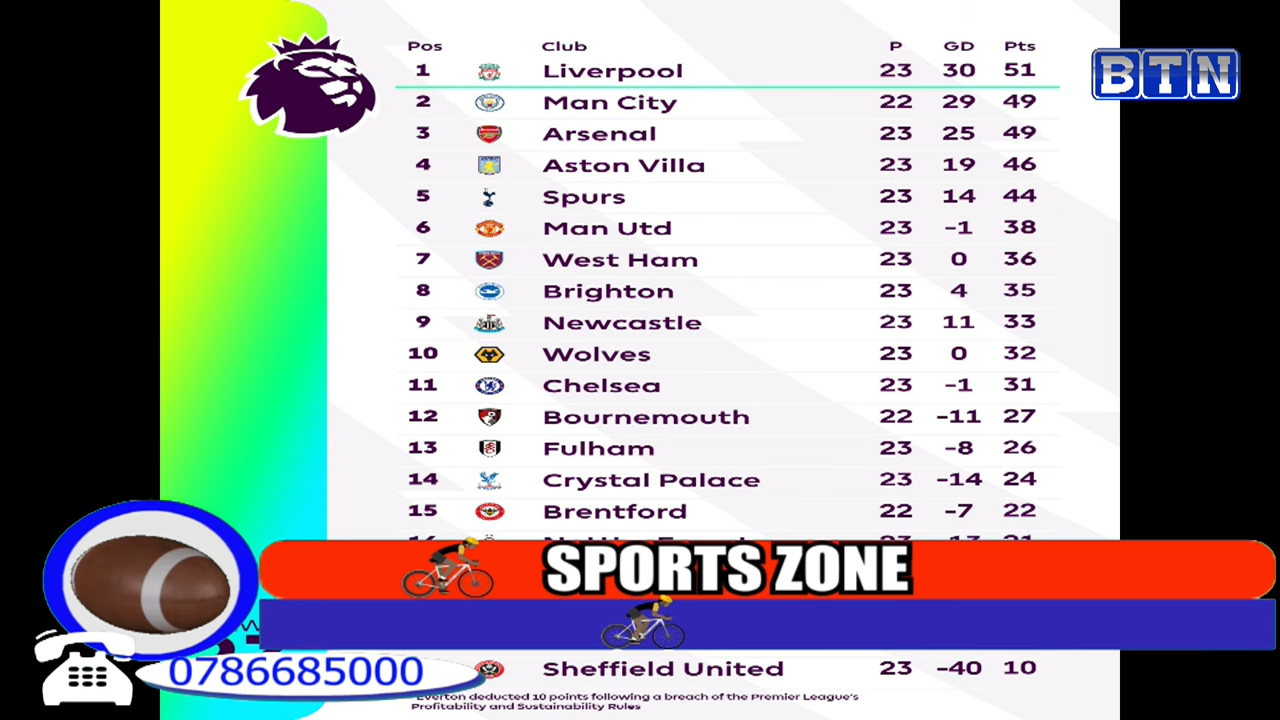 Pos Club P GD Pts
BTN
1 Liverpool 23 30 51
2 Man City 22 29 49
3 Arsenal 23 25 49
4 Aston Villa 23 19 46
5 Spurs 23 14 44
6 Man Utd 23 -1 38
7 West Ham 23 0 36
8 Brighton 23 4 35
9 Newcastle 23 11 33
10 Wolves 23 0 32
11 Chelsea 23 -1 31
12 Bournemouth 22 -11 27
13 Fulham 23 -8 26
14 Crystal Palace 23 -14 24
15 Brentford 22 -7 22
SPORTS ZONE
Sheffield United 23 -40 10
0786685000
Everton deducted 10 points following a breach of the Premier League's
Profitability and Sustainability Rules